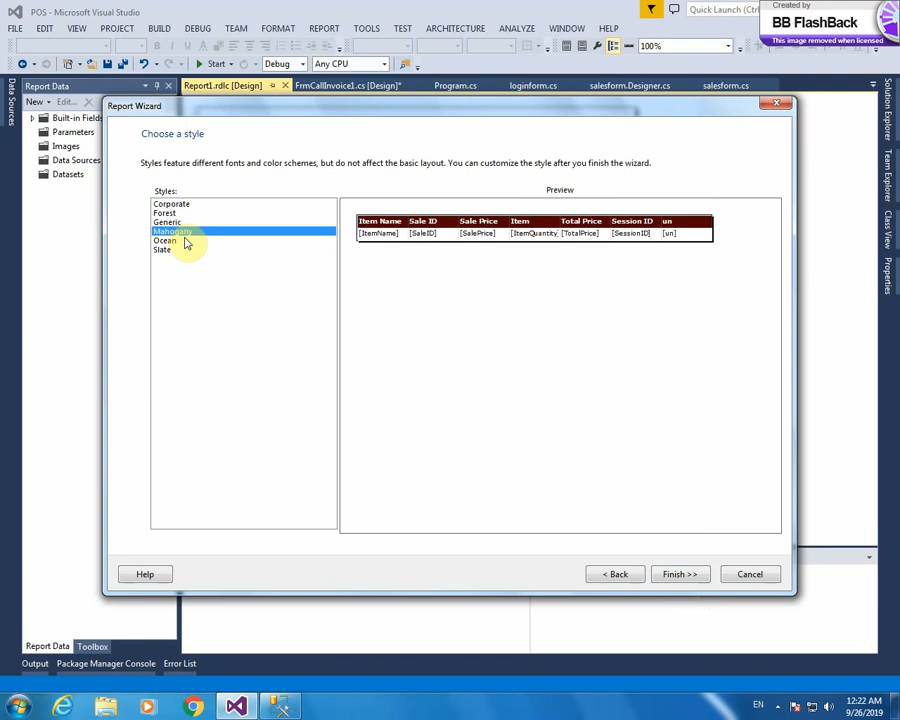 POS - Microsoft Visual Studio
Quick Launch (Ctrl
Created by
BB FlashBack
This image removed when licensed
FILE EDIT VIEW PROJECT BUILD DEBUG TEAM FORMAT REPORT TOOLS TEST ARCHITECTURE ANALYZE WINDOW HELP
100%
Start Debug Any CPU
Report Data
Report1.rdlc [Design] FrmCallInvoice1.cs [Design]* Program.cs loginform.cs salesform.Designer.cs salesform.cs
Data Sources
New Edit...
Built-in Fields
Parameters
Images
Data Sources
Datasets
Report Wizard
Choose a style
Styles feature different fonts and color schemes, but do not affect the basic layout. You can customize the style after you finish the wizard.
Styles:
Preview
Corporate
Forest
Generic
Mahogany
Ocean
Slate
Item Name Sale ID Sale Price Item Total Price Session ID un
[ItemName] [SaleID] [SalePrice] [ItemQuantity] [TotalPrice] [SessionID] [un]
Help < Back Finish >> Cancel
Solution Explorer
Team Explorer
Class View
Properties
Report Data Toolbox
Output Package Manager Console Error List
EN
12:22 AM
9/26/2019